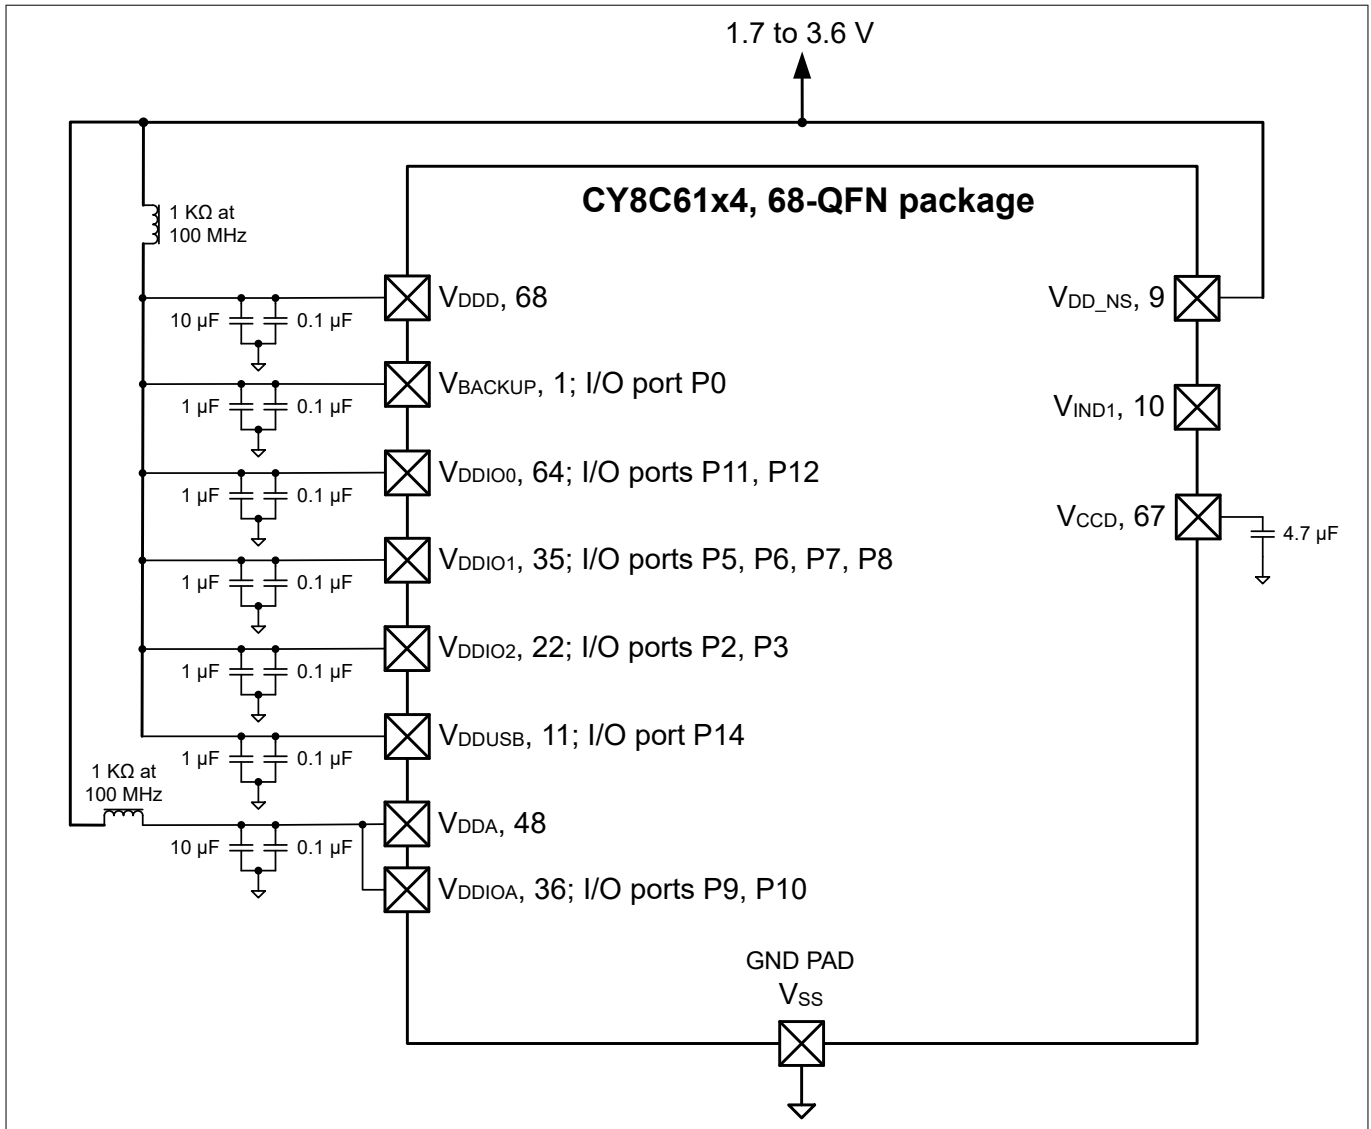 1.7 to 3.6 V
CY8C61x4, 68-QFN package
1 KΩ at
100 MHz
VDDD, 68
10 µF
0.1 µF
VBACKUP, 1; I/O port P0
1 µF
0.1 µF
VDDIO0, 64; I/O ports P11, P12
1 µF
0.1 µF
VDDIO1, 35; I/O ports P5, P6, P7, P8
1 µF
0.1 µF
VDDIO2, 22; I/O ports P2, P3
1 µF
0.1 µF
VDDUSB, 11; I/O port P14
1 µF
0.1 µF
1 KΩ at
100 MHz
VDDA, 48
10 µF
0.1 µF
VDDIOA, 36; I/O ports P9, P10
VDD_NS, 9
VIND1, 10
VCCD, 67
4.7 µF
GND PAD
VSS